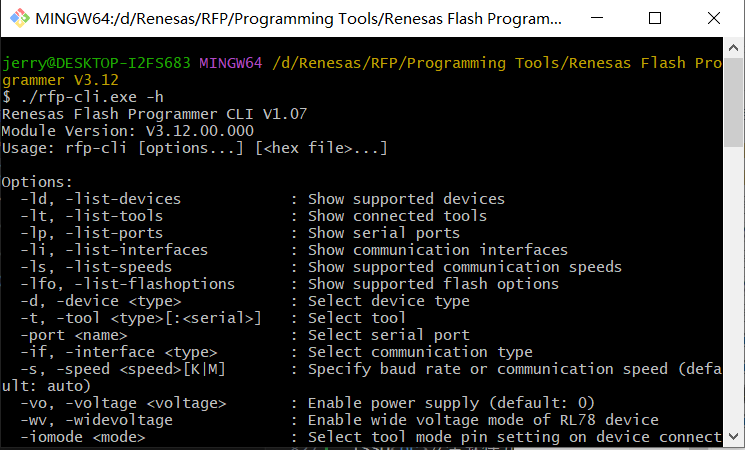 MINGW64:/d/Renesas/RFP/Programming Tools/Renesas Flash Program...
jerry@DESKTOP-I2FS683 MINGW64 /d/Renesas/RFP/Programming Tools/Renesas Flash Pro
grammer V3.12
$ ./rfp-cli.exe -h
Renesas Flash Programmer CLI V1.07
Module Version: V3.12.00.000
Usage: rfp-cli [options...] [<hex file>...]
Options:
-ld, -list-devices : Show supported devices
-lt, -list-tools : Show connected tools
-lp, -list-ports : Show serial ports
-li, -list-interfaces : Show communication interfaces
-ls, -list-speeds : Show supported communication speeds
-lfo, -list-flashoptions : Show supported flash options
-d, -device <type> : Select device type
-t, -tool <type>[:<serial>] : Select tool
-port <name> : Select serial port
-if, -interface <type> : Select communication type
-s, -speed <speed>[K|M] : Specify baud rate or communication speed (defa
ult: auto)
-vo, -voltage <voltage> : Enable power supply (default: 0)
-wv, -widevoltage : Enable wide voltage mode of RL78 device
-iomode <mode> : Select tool mode pin setting on device connect